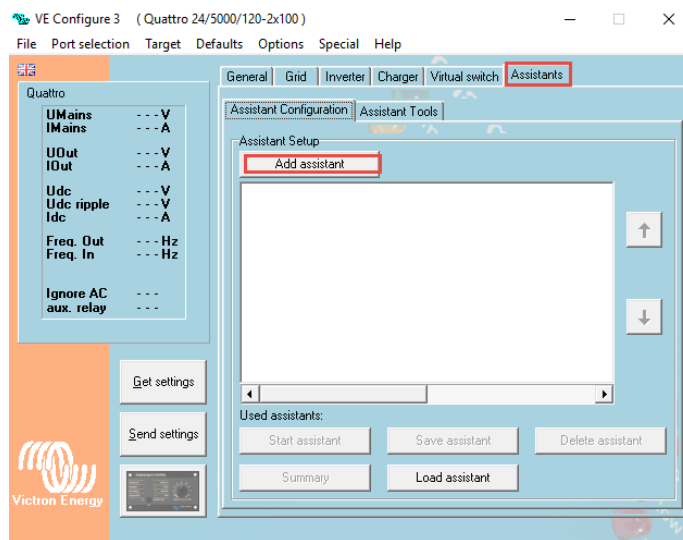 VE Configure 3 ( Quattro 24/5000/120-2x100 )
File Port selection Target Defaults Options Special Help
General Grid Inverter Charger Virtual switch Assistants
Quattro
UMains - - - V
IMains - - - A
UOut - - - V
IOut - - - A
Udc - - - V
Udc ripple - - - V
Idc - - - A
Freq. Out - - - Hz
Freq. In - - - Hz
Ignore AC - - -
aux. relay - - -
Assistant Configuration Assistant Tools
Assistant Setup
Add assistant
Get settings
Send settings
Used assistants:
Start assistant Save assistant Delete assistant
Summary Load assistant
Victron Energy